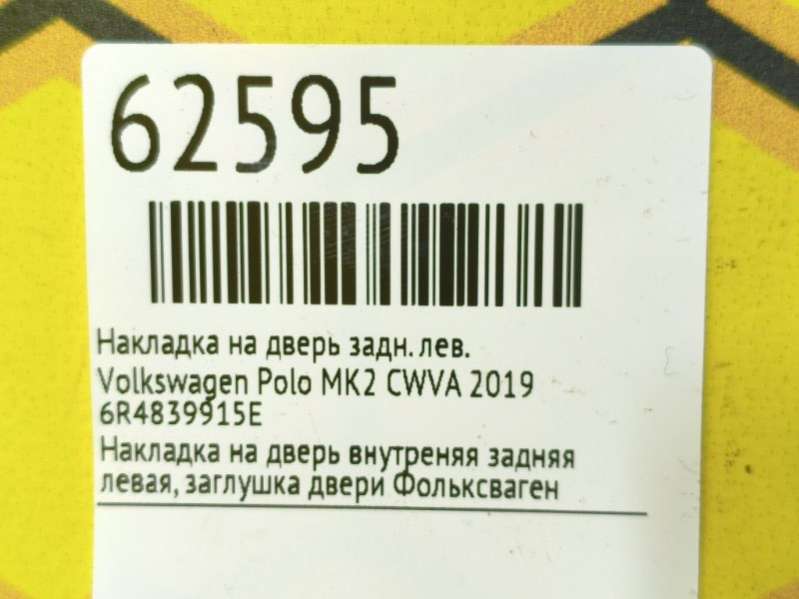 62595
Накладка на дверь задн. лев.
Volkswagen Polo MK2 CWVA 2019
6R4839915E
Накладка на дверь внутреняя задняя
левая, заглушка двери Фольксваген